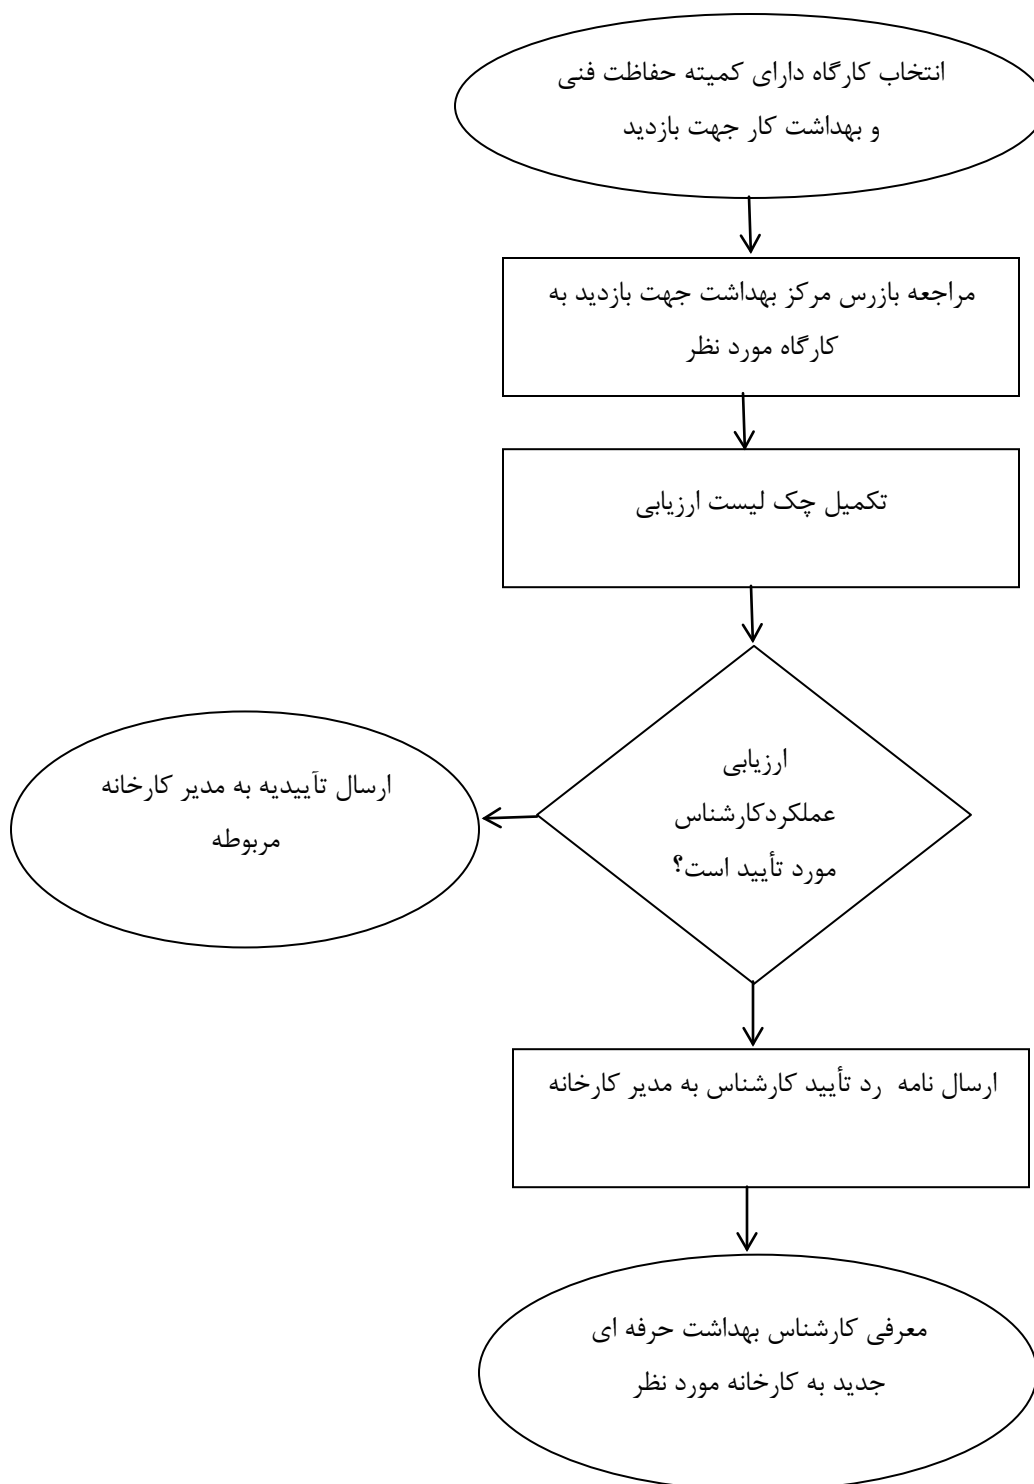 انتخاب کارگاه دارای کمیته حفاظت فنی
و بهداشت کار جهت بازدید
مراجعه بازرس مرکز بهداشت جهت بازدید به
کارگاه مورد نظر
تکمیل چک لیست ارزیابی
ارزیابی
عملکردکارشناس
مورد تأیید است؟
ارسال تآییدیه به مدیر کارخانه
مربوطه
ارسال نامه  رد تأیید کارشناس به مدیر کارخانه
معرفی کارشناس بهداشت حرفه ای
جدید به کارخانه مورد نظر